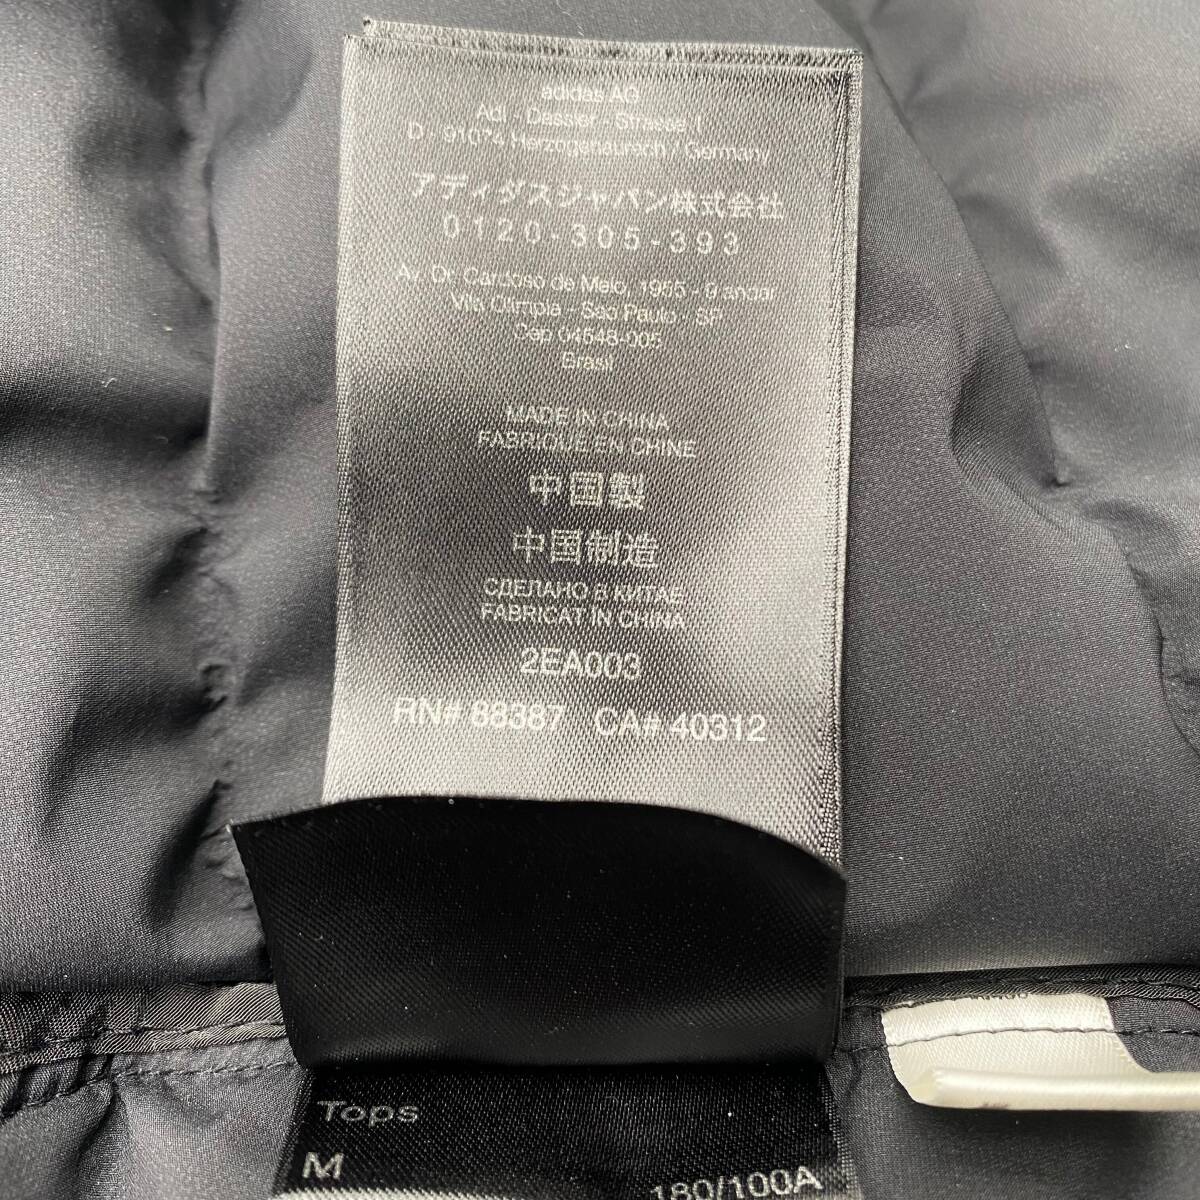 adidas AG
Adi - Dassler - Strasse 1
D - 91074 Herzogenaurach / Germany
アディダスジャパン株式会社
0120-305-393
Av. Dr. Cardoso de Melo, 1955 - 9 andar
Vila Olimpia - Sao Paulo - SP
Cep 04548-005
Brasil
MADE IN CHINA
FABRIQUE EN CHINE
中国製
中国制造
СДЕЛАНО В КИТАЕ
FABRICAT IN CHINA
2EA003
RN# 88387 CA# 40312
Tops
M
180/100A